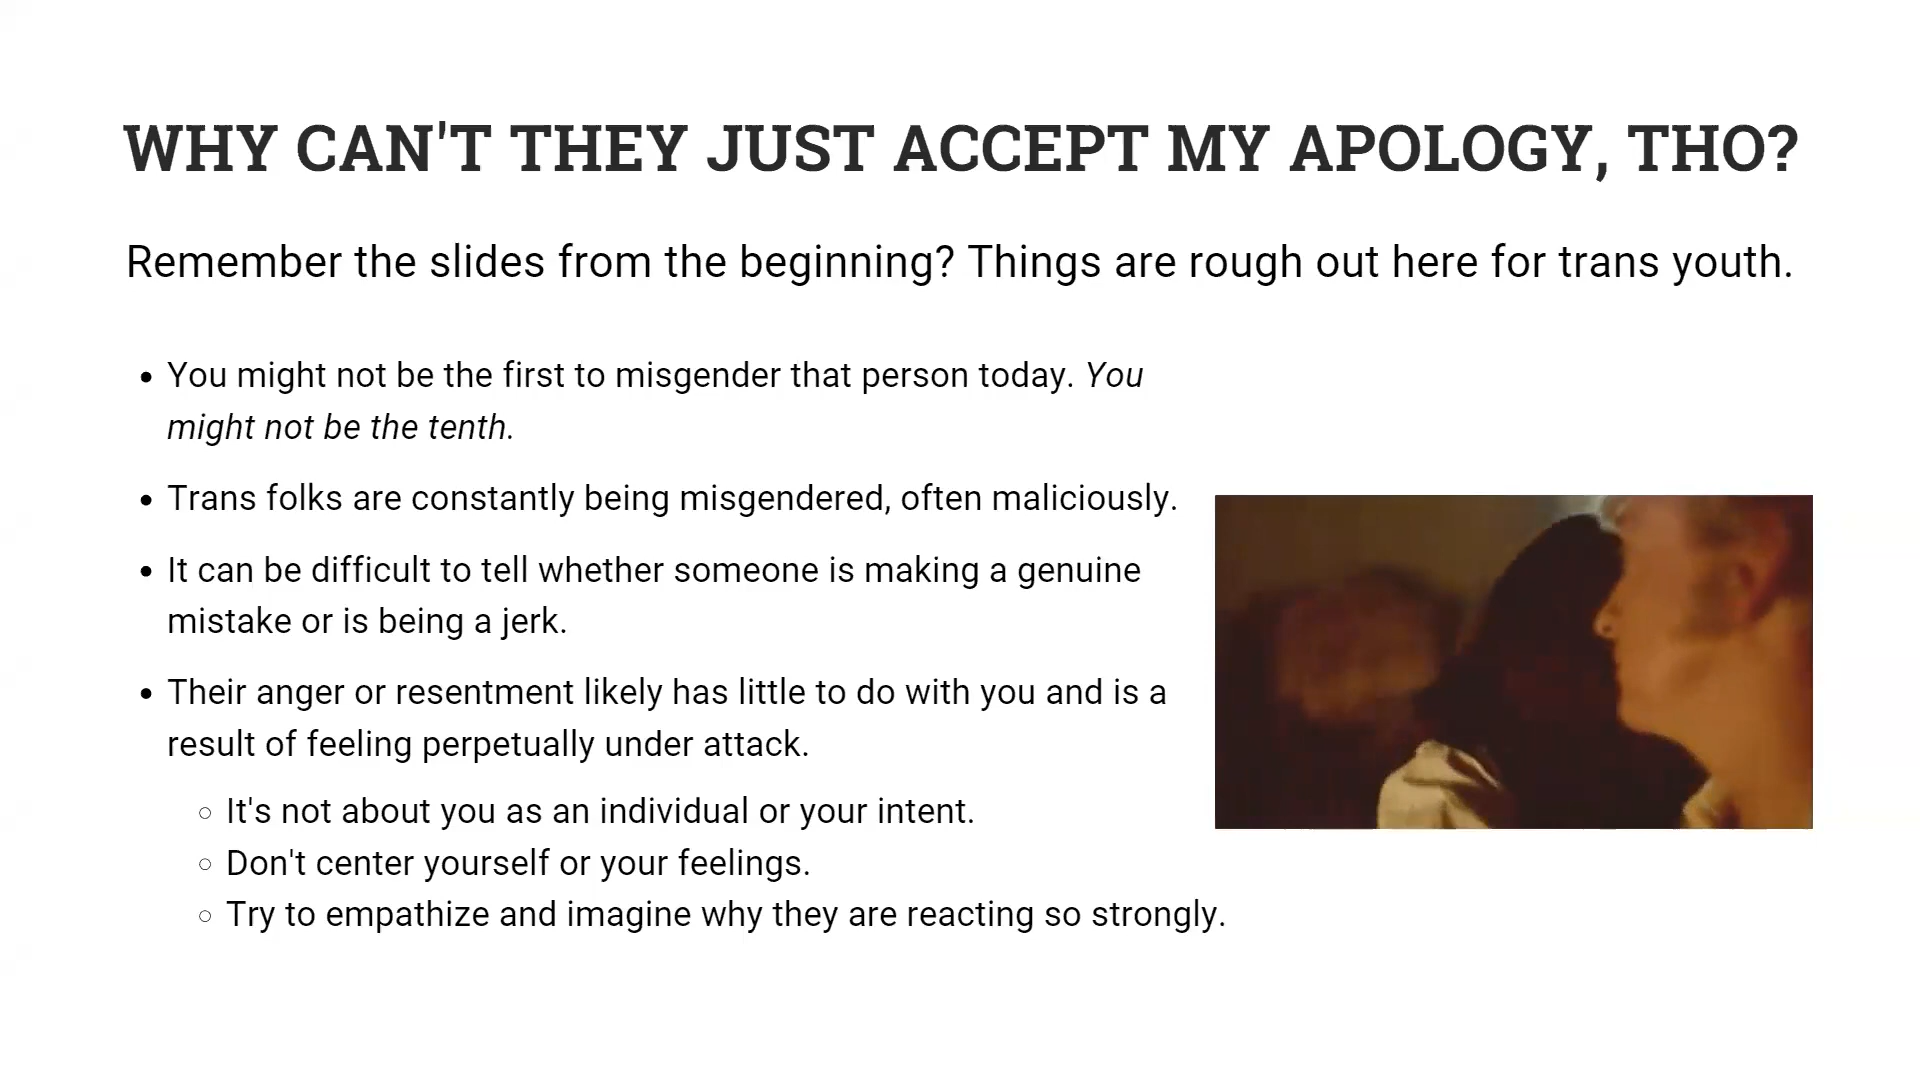 WHY CAN'T THEY JUST ACCEPT MY APOLOGY, THO?
Remember the slides from the beginning? Things are rough out here for trans youth.
• You might not be the first to misgender that person today. You
might not be the tenth.
• Trans folks are constantly being misgendered, often maliciously.
• It can be difficult to tell whether someone is making a genuine
mistake or is being a jerk.
• Their anger or resentment likely has little to do with you and is a
result of feeling perpetually under attack.
○ It's not about you as an individual or your intent.
○ Don't center yourself or your feelings.
○ Try to empathize and imagine why they are reacting so strongly.